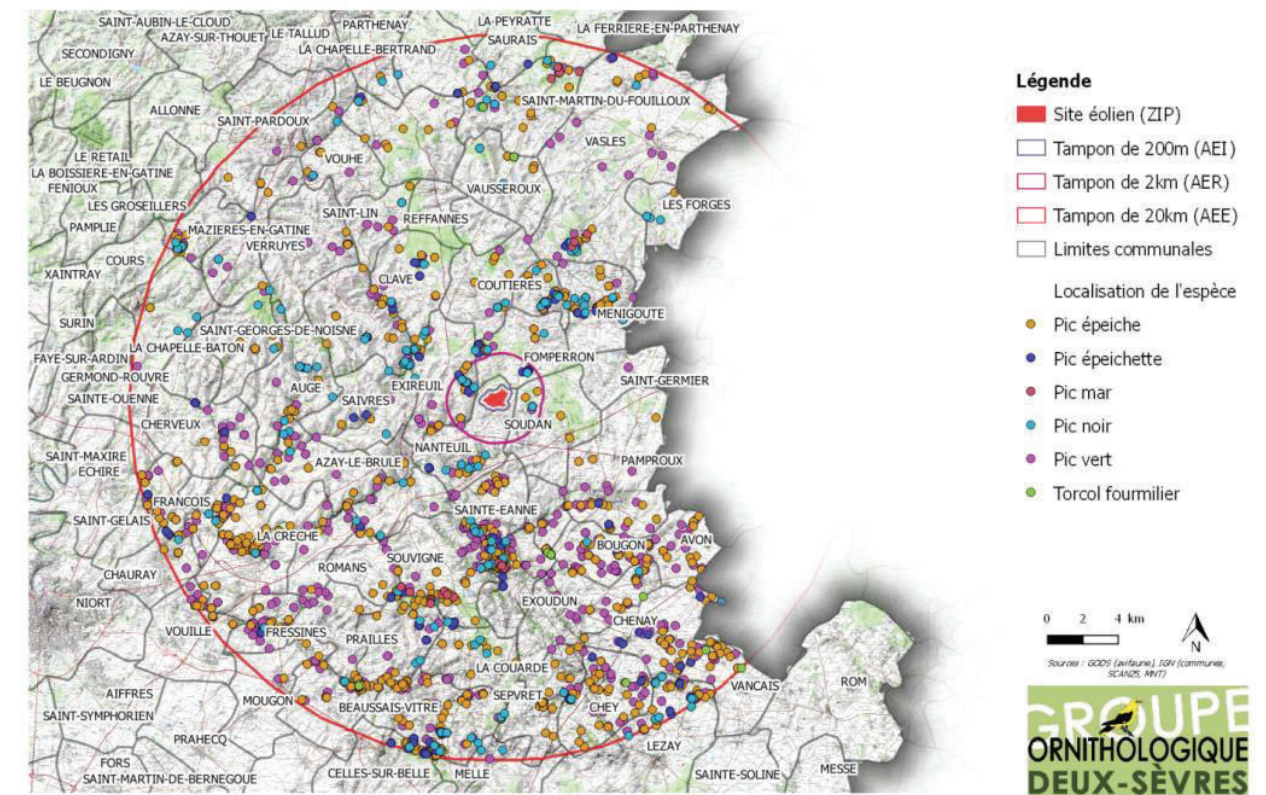 SAINT-AUBIN-LE-CLOUD
PARTHENAY
LA PEYRATTE
LA FERRIERE-EN-PARTHENAY
AZAY-SUR-THOUET
LE TALLUD
SAURAIS
SECONDIGNY
LA CHAPELLE-BERTRAND
LE BEUGNON
ALLONNE
SAINT-MARTIN-DU-FOUILLOUX
SAINT-PARDOUX
VASLES
LE RETAIL
VOUHE
LA BOISSIERE-EN-GATINE
FENIOUX
VAUSSEROUX
LES GROSEILLERS
SAINT-LIN
REFFANNES
LES FORGES
PAMPLIE
MAZIERES-EN-GATINE
VERRUYES
COURS
XAINTRAY
CLAVE
COUTIERES
MENIGOUTE
SURIN
SAINT-GEORGES-DE-NOISNE
LA CHAPELLE-BATON
FAYE-SUR-ARDIN
FOMPERRON
GERMOND-ROUVRE
SAINT-GERMIER
AUGE
EXIREUIL
SAINTE-OUENNE
SAIVRES
CHERVEUX
SOUDAN
NANTEUIL
SAINT-MAXIRE
AZAY-LE-BRULE
PAMPROUX
ECHIRE
FRANCOIS
SAINTE-EANNE
SAINT-GELAIS
LA CRECHE
BOUGON
AVON
SOUVIGNE
ROMANS
CHAURAY
NIORT
EXOUDUN
CHENAY
VOUILLE
FRESSINES
PRAILLES
LA COUARDE
ROM
VANCAIS
AIFFRES
MOUGON
SEPVRET
CHEY
BEAUSSAIS-VITRE
SAINT-SYMPHORIEN
PRAHECQ
LEZAY
FORS
SAINT-MARTIN-DE-BERNEGOUE
CELLES-SUR-BELLE
MELLE
SAINTE-SOLINE
MESSE
Légende
Site éolien (ZIP)
Tampon de 200m (AEI)
Tampon de 2km (AER)
Tampon de 20km (AEE)
Limites communales
Localisation de l'espèce
Pic épeiche
Pic épeichette
Pic mar
Pic noir
Pic vert
Torcol fourmilier
0 2 4 km
N
Sources : GODS (avifaune), IGN (communes,
SCAN25, MNT)
GROUPE
ORNITHOLOGIQUE
DEUX-SÈVRES